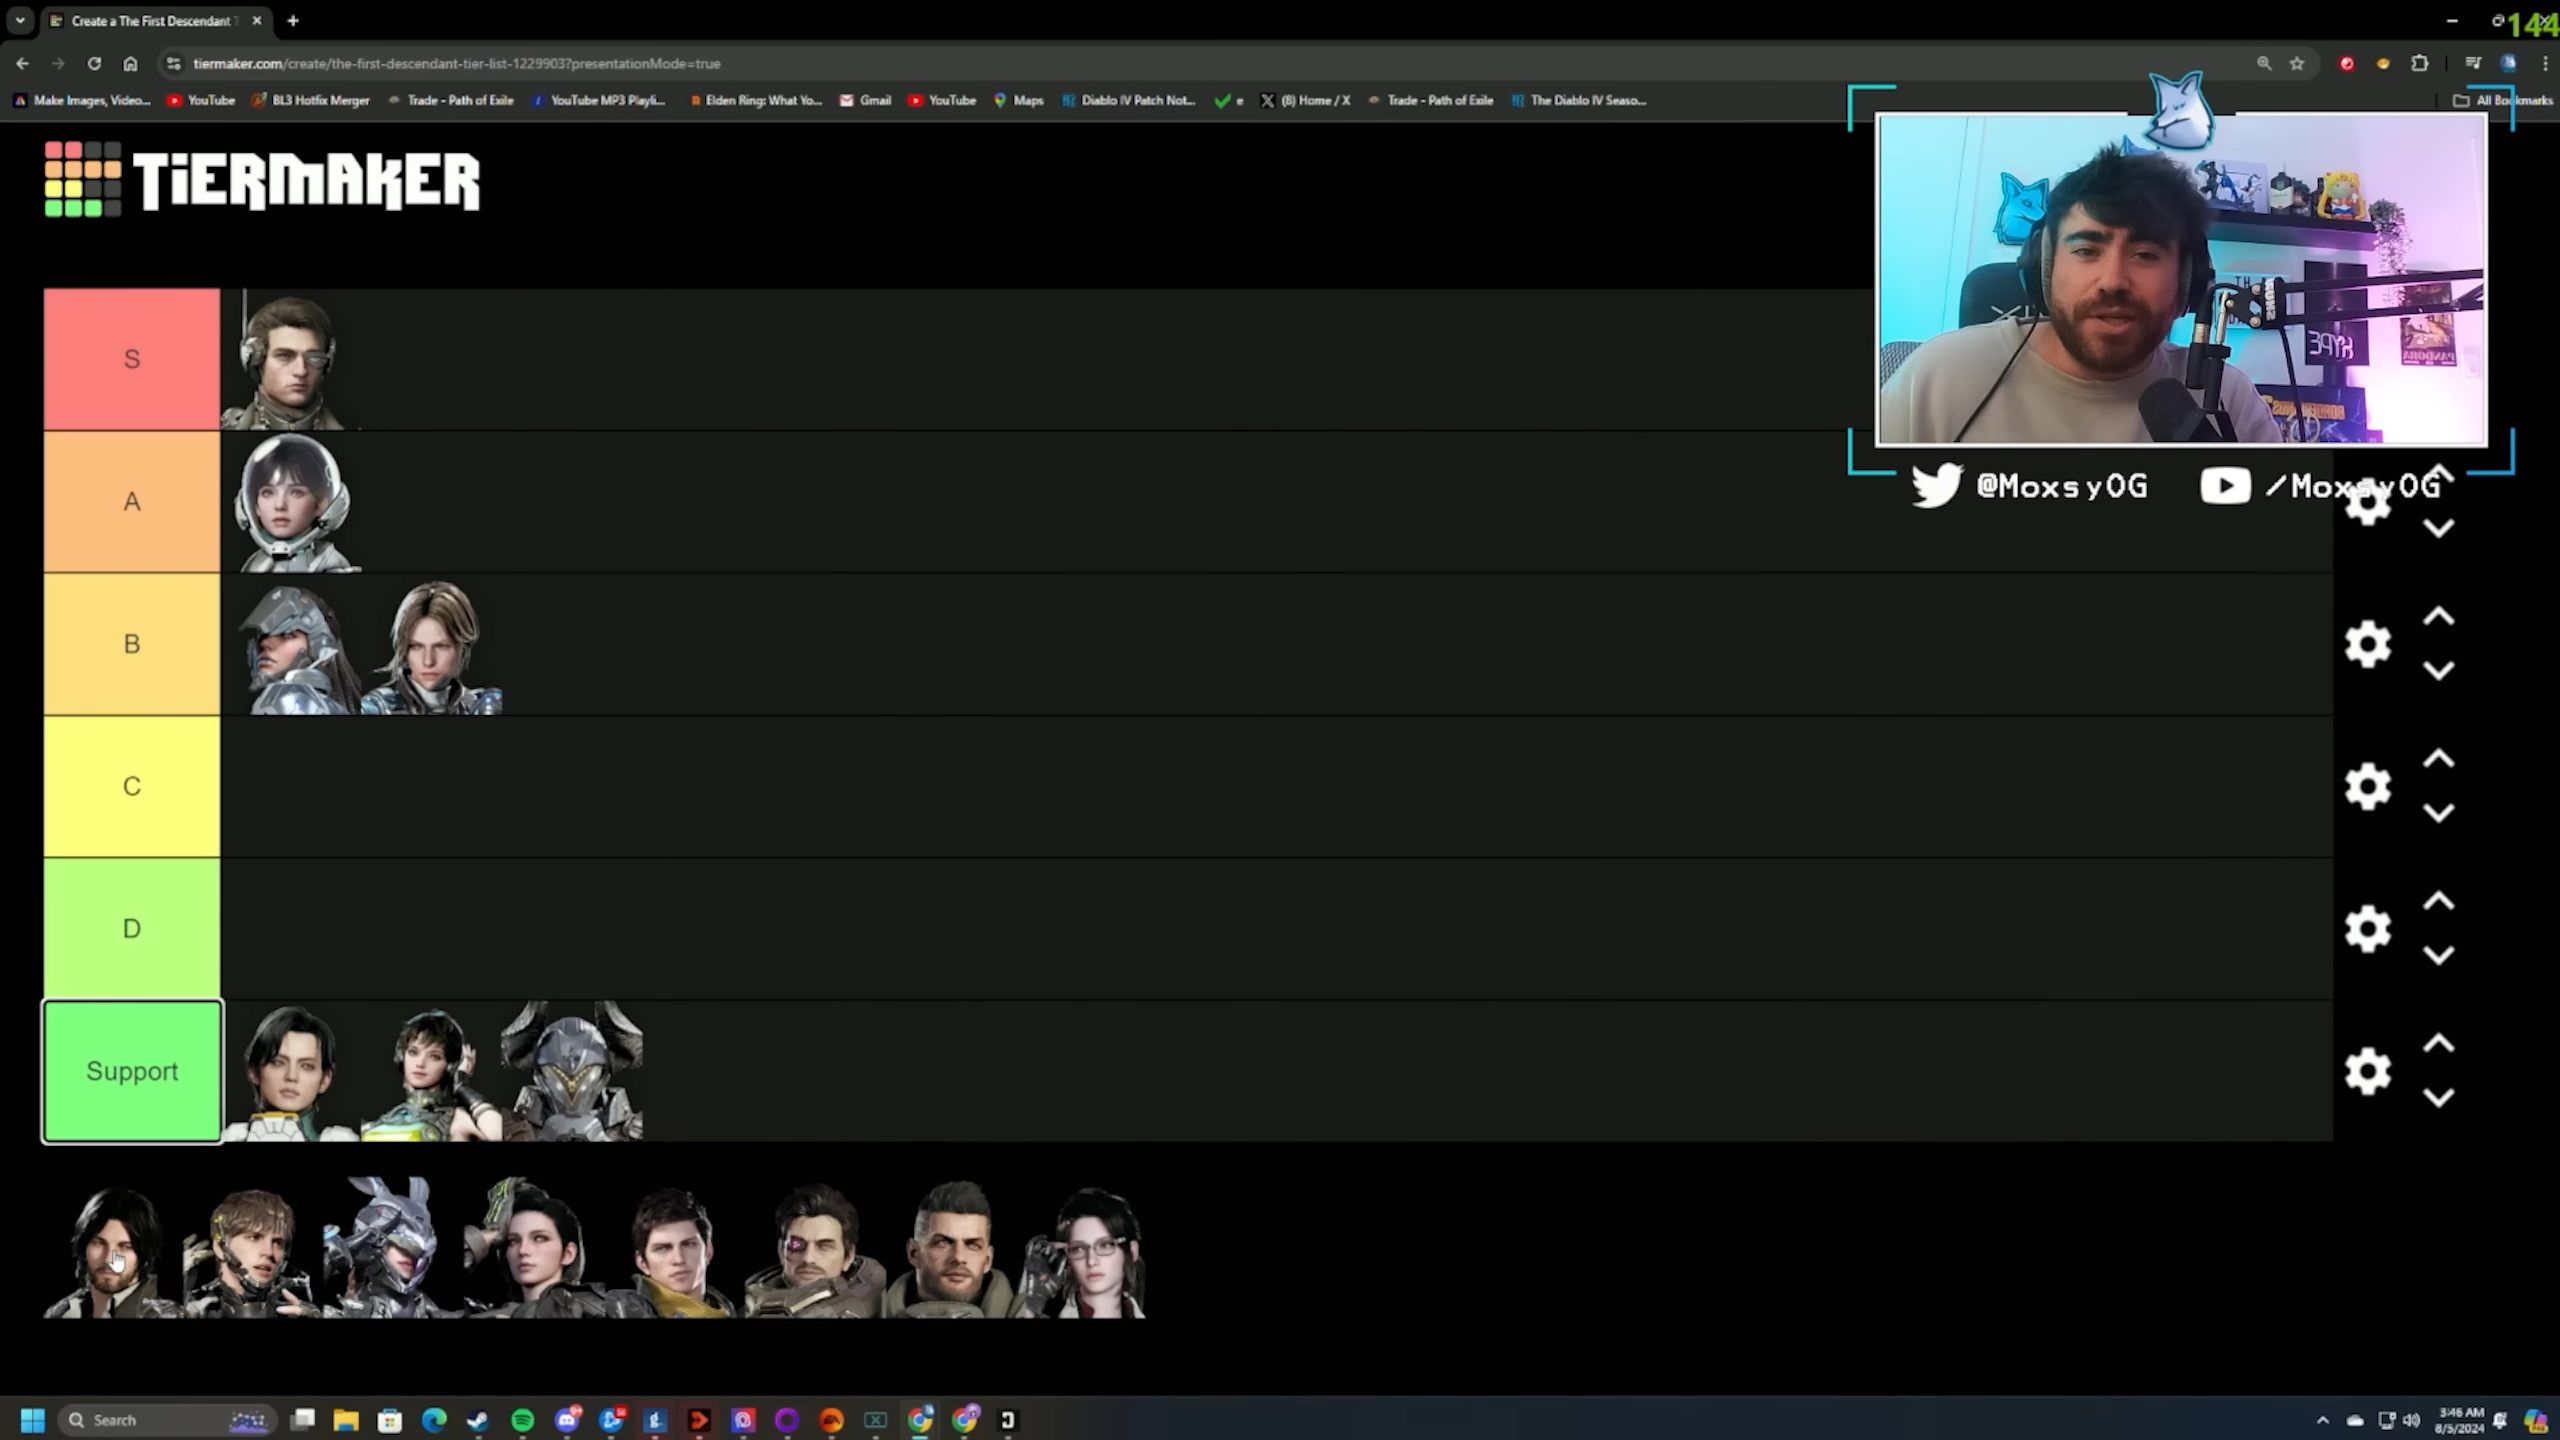 Create a The First Descendant T
144
tiermaker.com/create/the-first-descendant-tier-list-1229903?presentationMode=true
Make Images, Video... YouTube BL3 Hotfix Merger Trade - Path of Exile YouTube MP3 Playli... Elden Ring: What Yo... Gmail YouTube Maps Diablo IV Patch Not... e (8) Home / X Trade - Path of Exile The Diablo IV Seaso... All Bookmarks
TiERMAKER
S
HYPE
PANDORA
A
@MoxsyOG /MoxsyOG
B
C
D
Support
Search
3:46 AM
8/5/2024